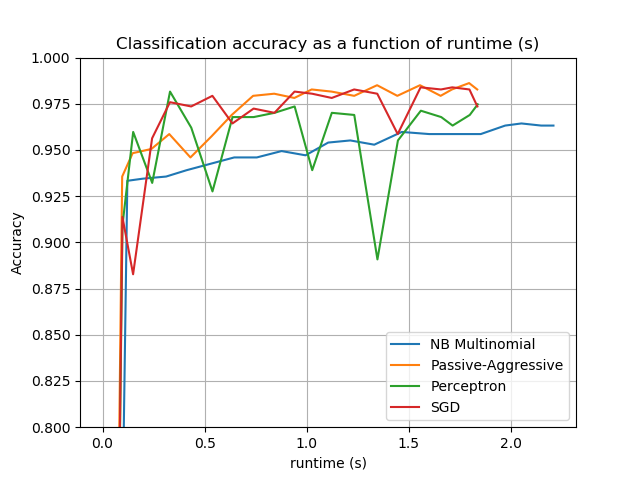 Classification accuracy as a function of runtime (s)
1.000
0.975
0.950
0.925
0.900
0.875
0.850
0.825
0.800
Accuracy
NB Multinomial
Passive-Aggressive
Perceptron
SGD
0.0 0.5 1.0 1.5 2.0
runtime (s)